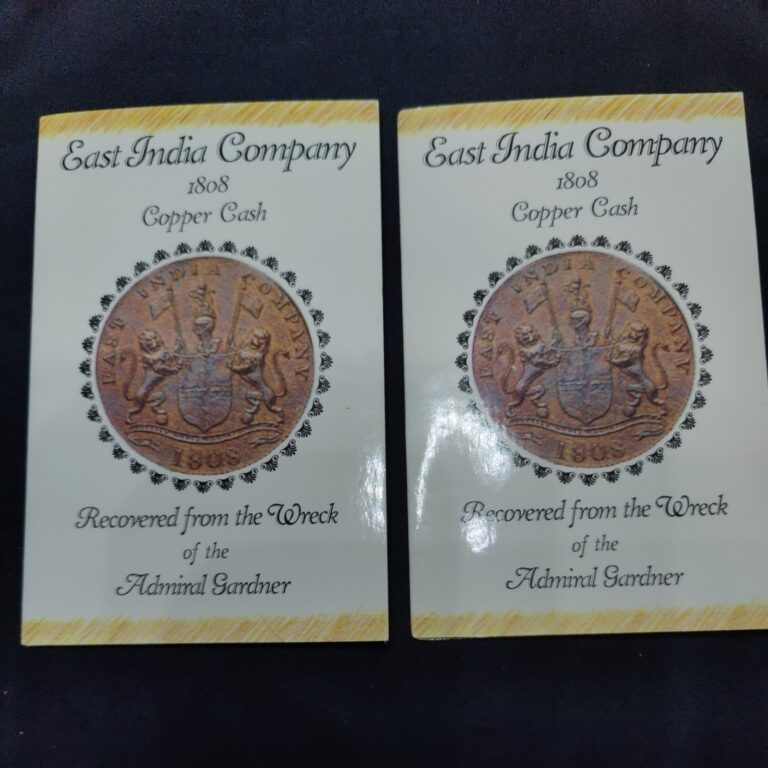 East India Company
1808
Copper Cash
EAST INDIA COMPANY
1808
Recovered from the Wreck
of the
Admiral Gardner
East India Company
1808
Copper Cash
EAST INDIA COMPANY
1808
Recovered from the Wreck
of the
Admiral Gardner